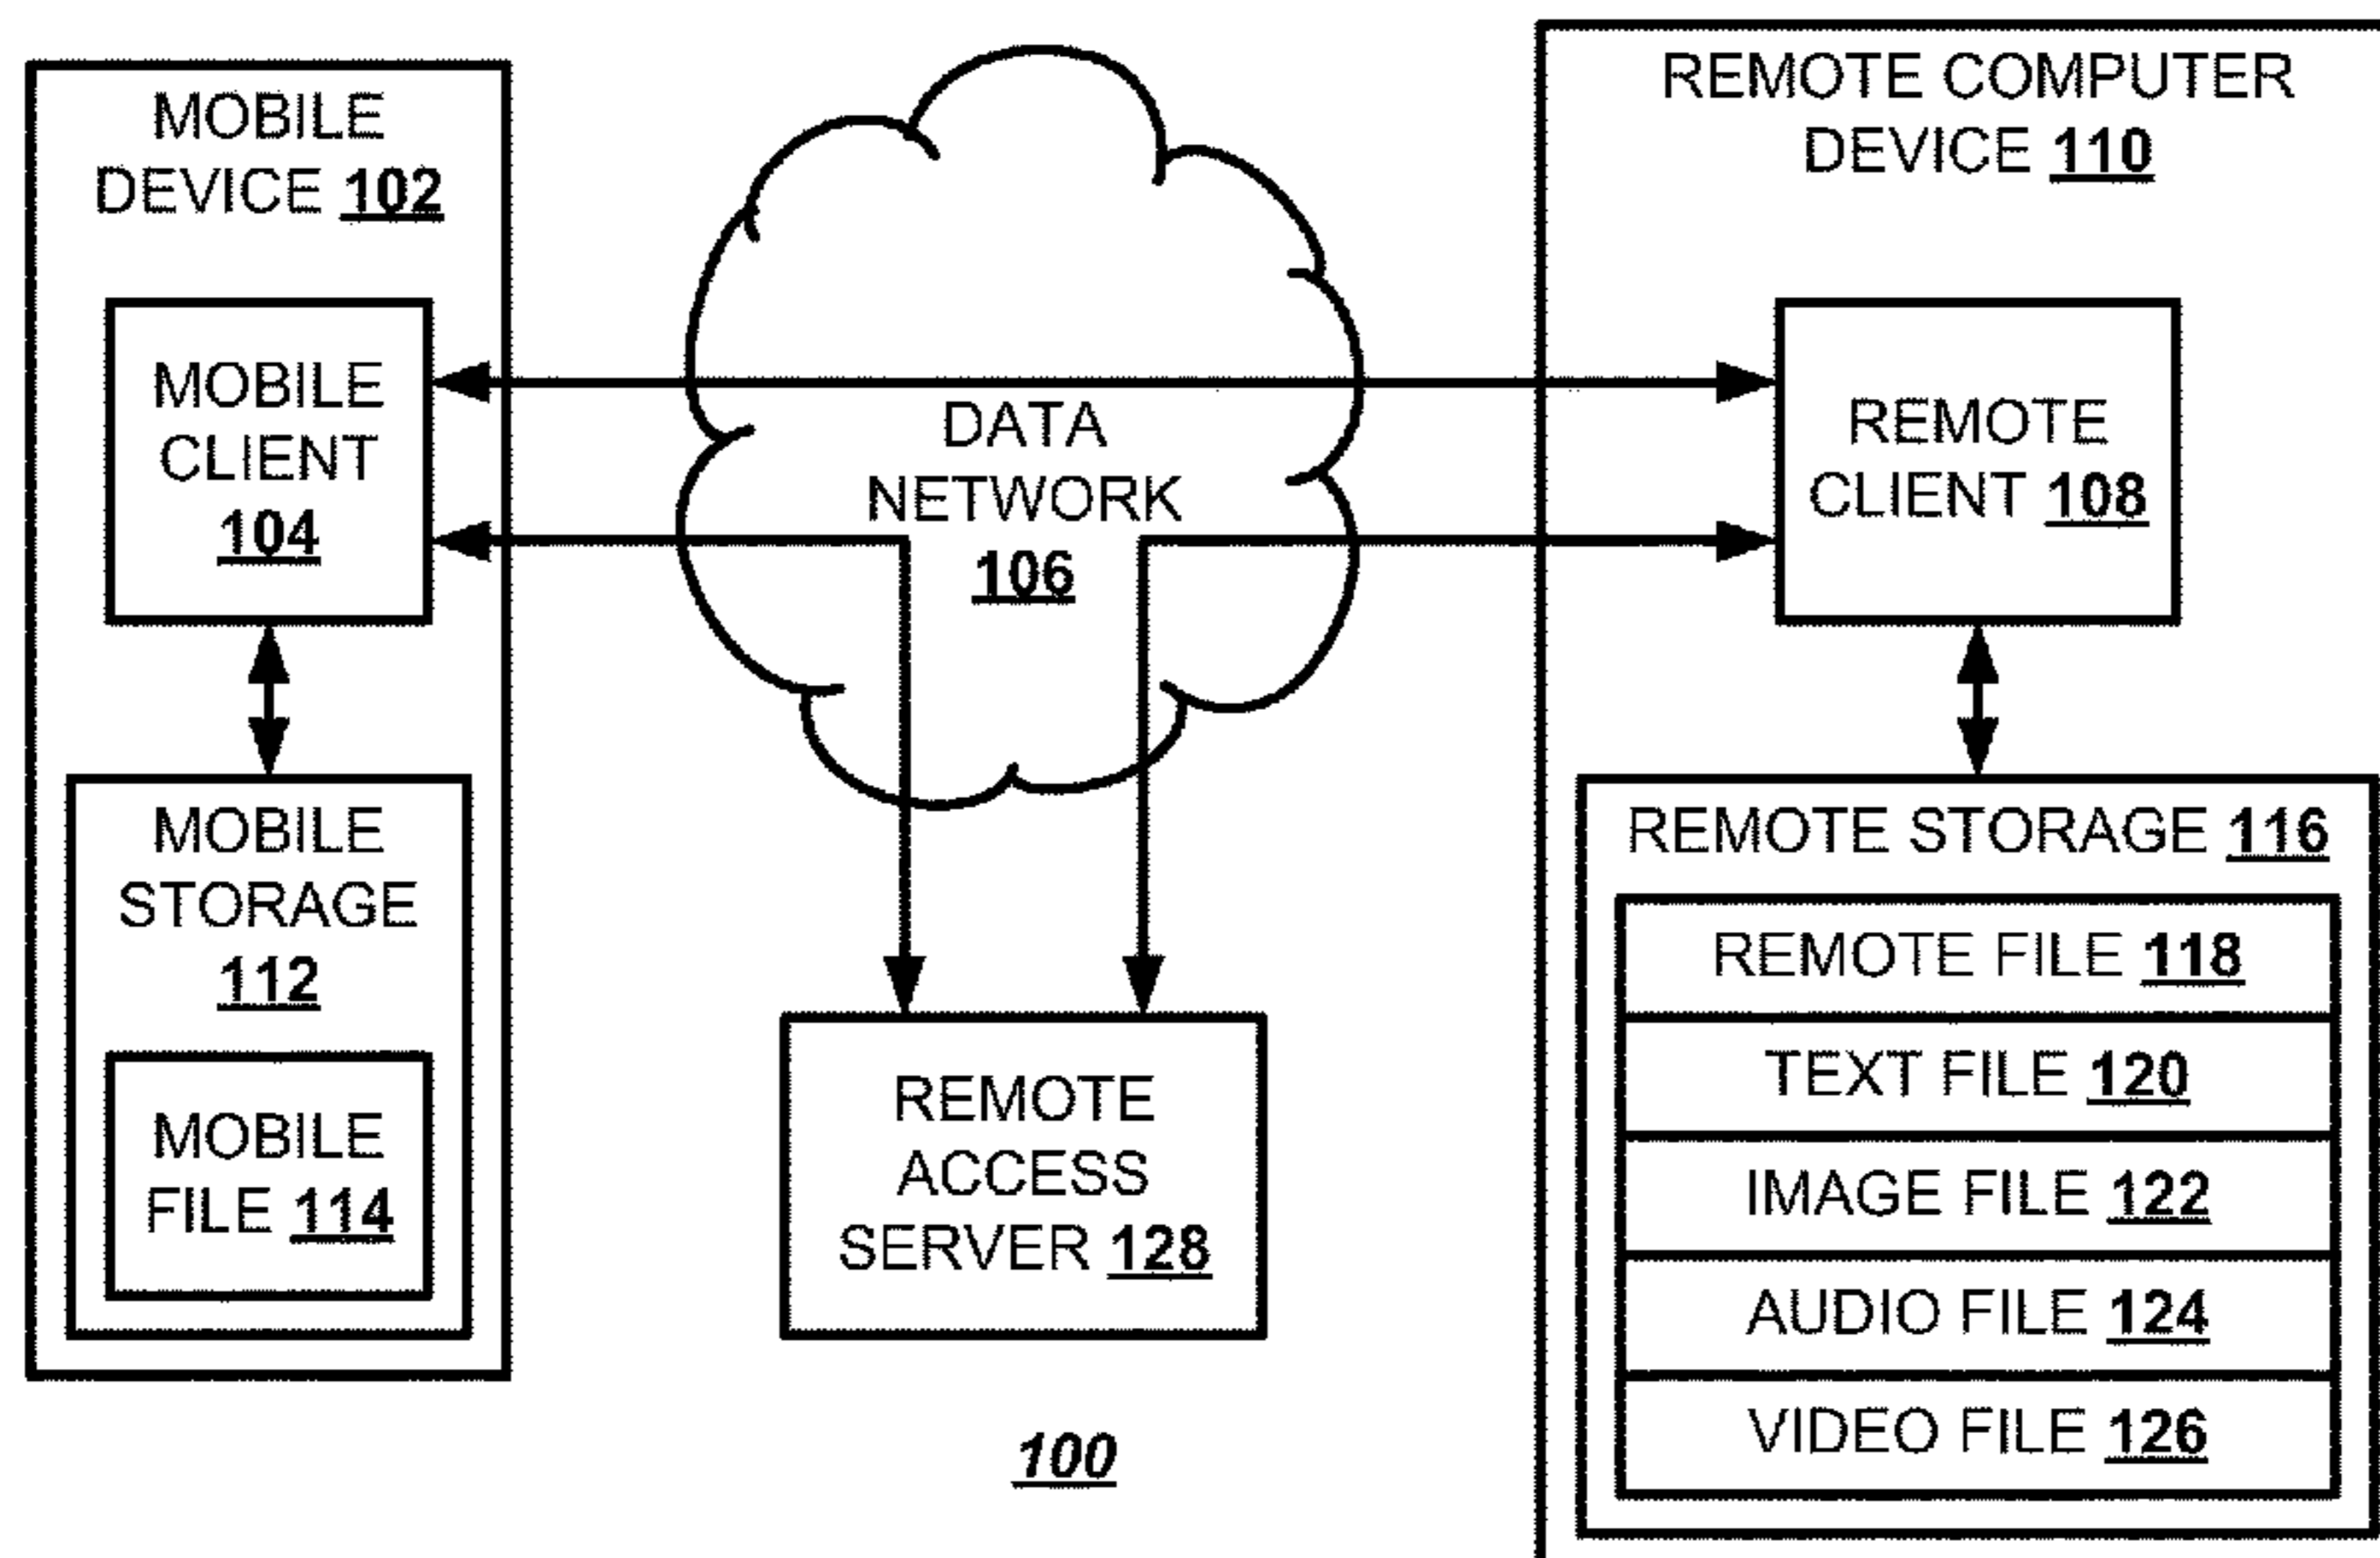 MOBILE
DEVICE 102
MOBILE
CLIENT
104
MOBILE
STORAGE
112
MOBILE
FILE 114
DATA
NETWORK
106
REMOTE
ACCESS
SERVER 128
100
REMOTE COMPUTER
DEVICE 110
REMOTE
CLIENT 108
REMOTE STORAGE 116
REMOTE FILE 118
TEXT FILE 120
IMAGE FILE 122
AUDIO FILE 124
VIDEO FILE 126